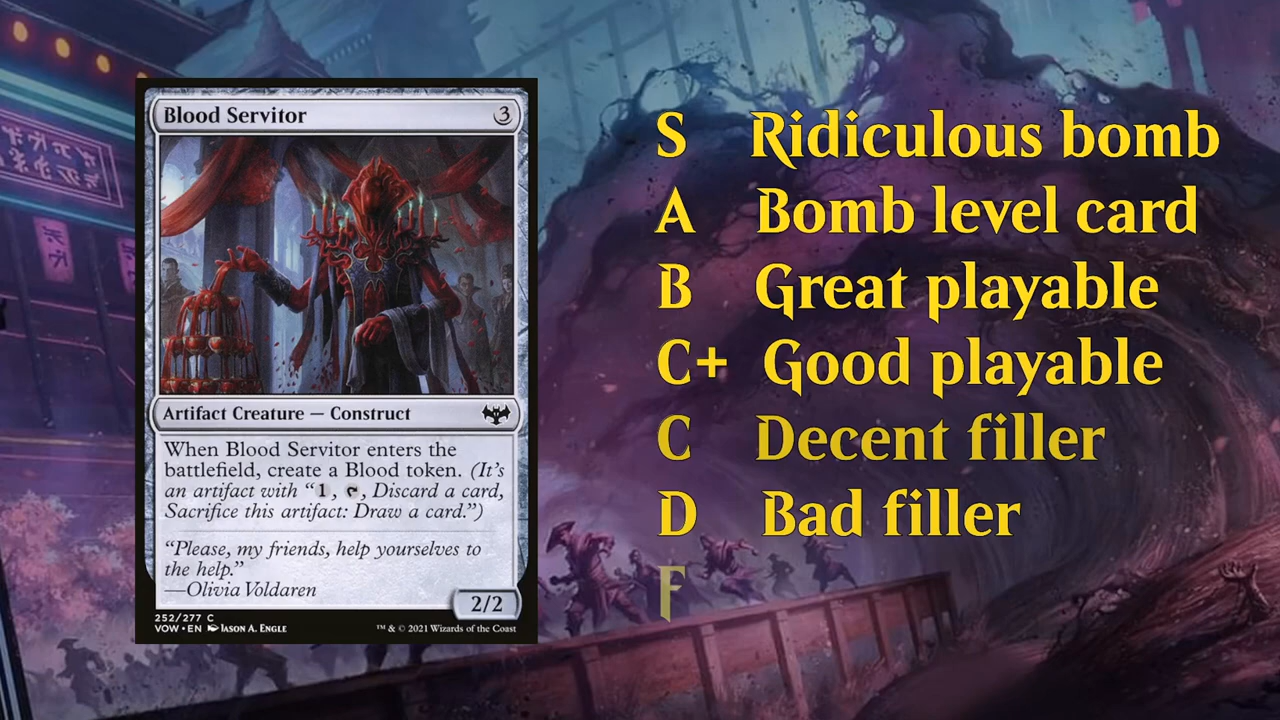 Blood Servitor 3
Artifact Creature — Construct
When Blood Servitor enters the
battlefield, create a Blood token. (It's
an artifact with “1, T, Discard a card,
Sacrifice this artifact: Draw a card.”)
“Please, my friends, help yourselves to
the help.”
—Olivia Voldaren
2/2
252/277 C
VOW • EN JASON A. ENGLE
™ & © 2021 Wizards of the Coast
S Ridiculous bomb
A Bomb level card
B Great playable
C+ Good playable
C Decent filler
D Bad filler
F